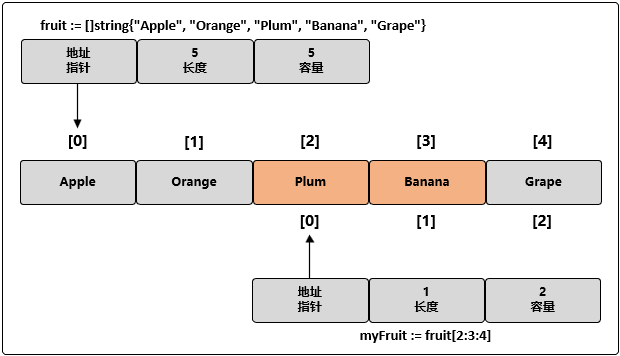 fruit := []string{"Apple", "Orange", "Plum", "Banana", "Grape"}
地址 5 5
指针 长度 容量
[0] [1] [2] [3] [4]
Apple Orange Plum Banana Grape
[0] [1] [2]
地址 1 2
指针 长度 容量
myFruit := fruit[2:3:4]